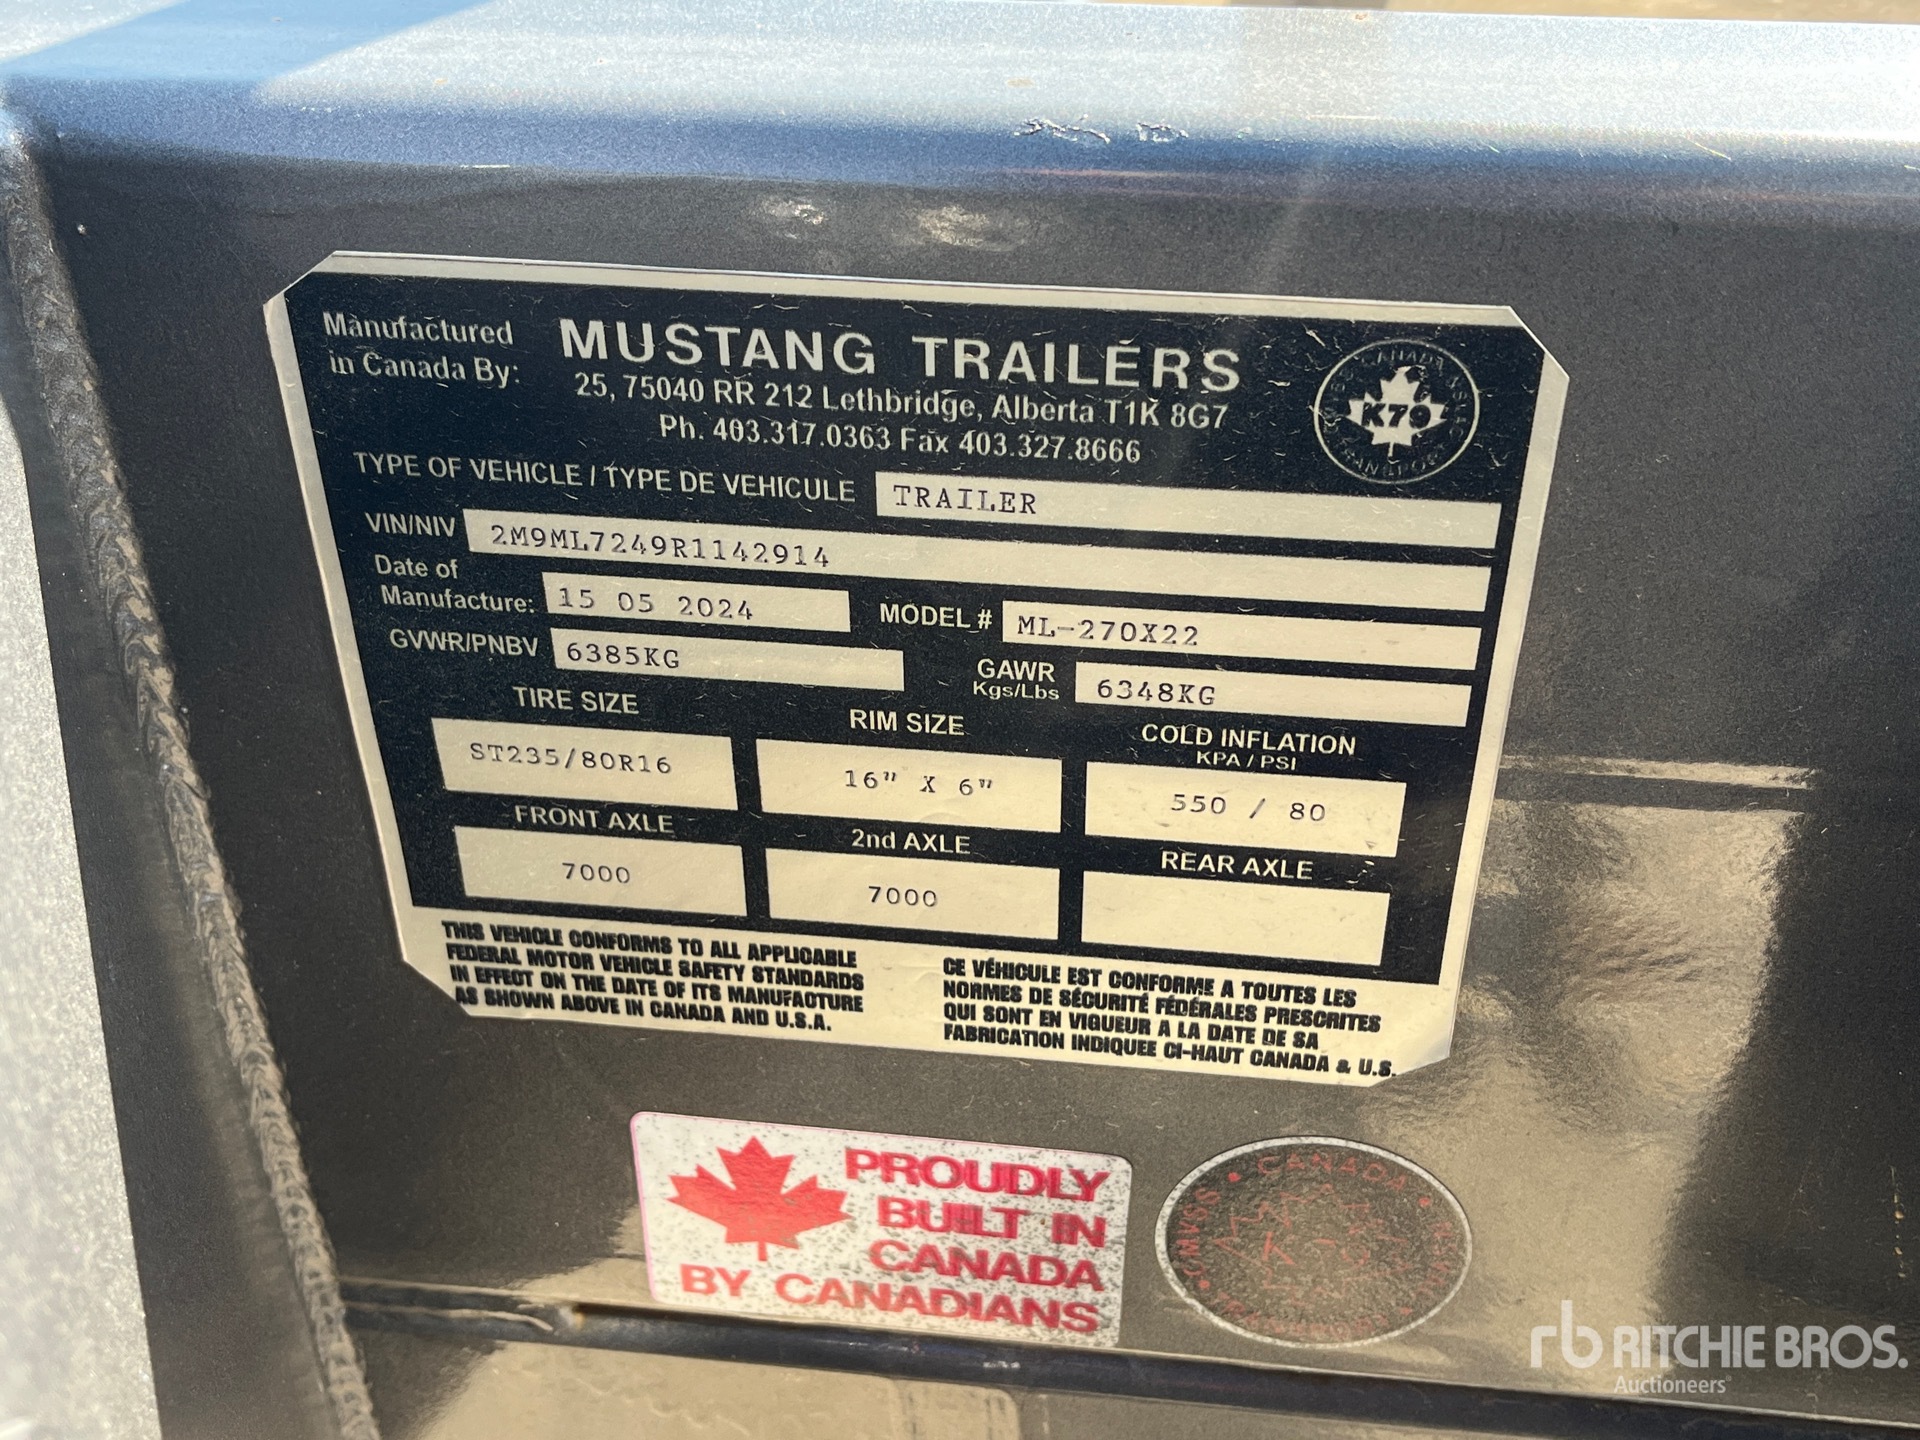 Manufactured
in Canada By:
MUSTANG TRAILERS
25, 75040 RR 212 Lethbridge, Alberta T1K 8G7
Ph. 403.317.0363 Fax 403.327.8666
CANADA
K79
TRANSPORT
TYPE OF VEHICLE / TYPE DE VEHICULE TRAILER
VIN/NIV 2M9ML7249R1142914
Date of
Manufacture: 15 05 2024 MODEL # ML-270X22
GVWR/PNBV 6385KG GAWR
Kgs/Lbs 6348KG
TIRE SIZE RIM SIZE COLD INFLATION
KPA / PSI
ST235/80R16 16" X 6" 550 / 80
FRONT AXLE 2nd AXLE REAR AXLE
7000 7000
THIS VEHICLE CONFORMS TO ALL APPLICABLE
FEDERAL MOTOR VEHICLE SAFETY STANDARDS
IN EFFECT ON THE DATE OF ITS MANUFACTURE
AS SHOWN ABOVE IN CANADA AND U.S.A.
CE VÉHICULE EST CONFORME A TOUTES LES
NORMES DE SÉCURITÉ FÉDÉRALES PRESCRITES
QUI SONT EN VIGUEUR A LA DATE DE SA
FABRICATION INDIQUEE CI-HAUT CANADA & U.S.
PROUDLY
BUILT IN
CANADA
BY CANADIANS
CANADA
CMVSS
rb RITCHIE BROS.
Auctioneers